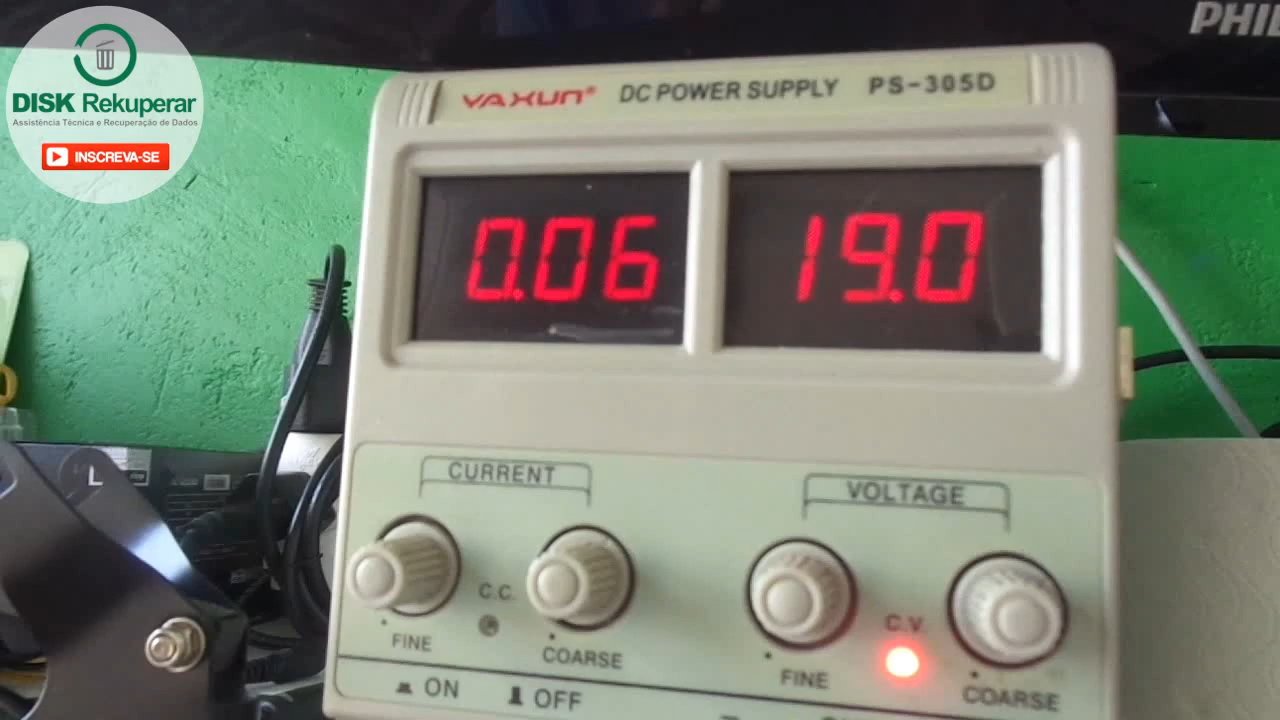 DISK Rekuperar
Assistência Técnica e Recuperação de Dados
INSCREVA-SE
PHIL
YAXUN® DC POWER SUPPLY PS-305D
0.06 19.0
CURRENT VOLTAGE
C.C. C.V.
FINE COARSE FINE COARSE
ON OFF
L